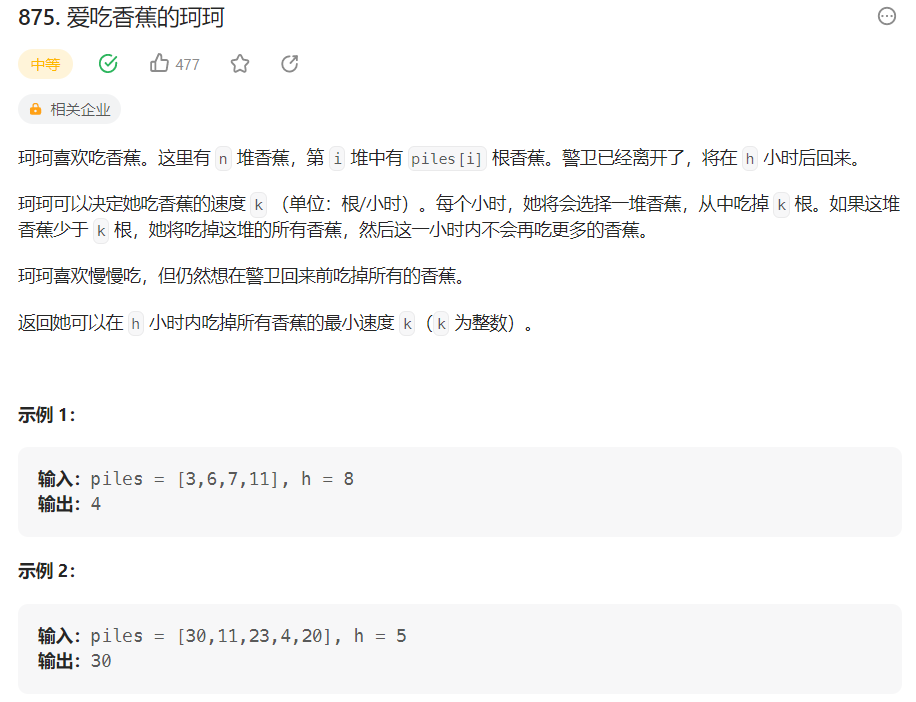 875. 爱吃香蕉的珂珂
中等 477
相关企业
珂珂喜欢吃香蕉。这里有 n 堆香蕉，第 i 堆中有 piles[i] 根香蕉。警卫已经离开了，将在 h 小时后回来。
珂珂可以决定她吃香蕉的速度 k （单位：根/小时）。每个小时，她将会选择一堆香蕉，从中吃掉 k 根。如果这堆
香蕉少于 k 根，她将吃掉这堆的所有香蕉，然后这一小时内不会再吃更多的香蕉。
珂珂喜欢慢慢吃，但仍然想在警卫回来前吃掉所有的香蕉。
返回她可以在 h 小时内吃掉所有香蕉的最小速度 k（k 为整数）。
示例 1：
输入：piles = [3,6,7,11], h = 8
输出：4
示例 2：
输入：piles = [30,11,23,4,20], h = 5
输出：30